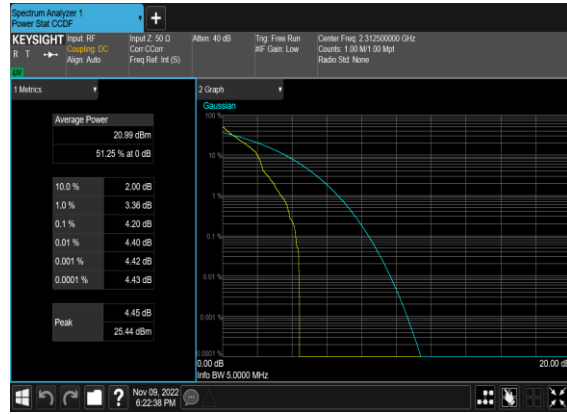 Spectrum Analyzer 1
Power Stat CCDF
+
KEYSIGHT
R T
LXI
Input: RF
Coupling: DC
Align: Auto
Input Z: 50 Ω
Corr CCorr
Freq Ref: Int (S)
Atten: 40 dB
Trig: Free Run
#IF Gain: Low
Center Freq: 2.312500000 GHz
Counts: 1.00 M/1.00 Mpt
Radio Std: None
1 Metrics
Average Power
20.99 dBm
51.25 % at 0 dB
10.0 % 2.00 dB
1.0 % 3.36 dB
0.1 % 4.20 dB
0.01 % 4.40 dB
0.001 % 4.42 dB
0.0001 % 4.43 dB
Peak
4.45 dB
25.44 dBm
2 Graph
Gaussian
100 %
10 %
1 %
0.1 %
0.01 %
0.001 %
0.0001 %
0.00 dB
20.00 dB
Info BW 5.0000 MHz
?
Nov 09, 2022
6:22:38 PM